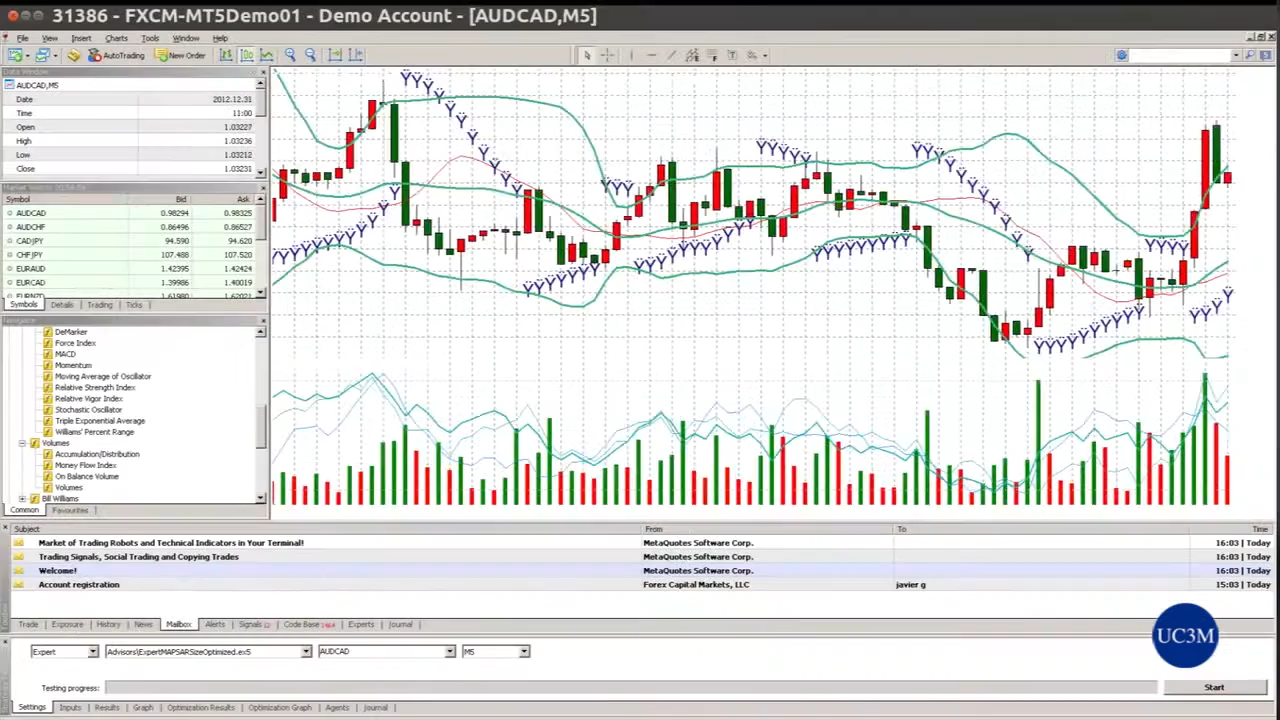 31386 - FXCM-MT5Demo01 - Demo Account - [AUDCAD,M5]
File View Insert Charts Tools Window Help
AutoTrading New Order
Data Window
AUDCAD,M5
Date 2012.12.31
Time 11:00
Open 1.03227
High 1.03236
Low 1.03212
Close 1.03231
Symbol Bid Ask
AUDCAD 0.98294 0.98325
AUDCHF 0.86496 0.86527
CADJPY 94.590 94.620
CHFJPY 107.488 107.520
EURAUD 1.42395 1.42424
EURCAD 1.39986 1.40019
EURNZD 1.61980 1.62021
Symbols Details Trading Ticks
Navigator
DeMarker
Force Index
MACD
Momentum
Moving Average of Oscillator
Relative Strength Index
Relative Vigor Index
Stochastic Oscillator
Triple Exponential Average
Williams' Percent Range
Volumes
Accumulation/Distribution
Money Flow Index
On Balance Volume
Volumes
Bill Williams
Common Favourites
Subject From To Time
Market of Trading Robots and Technical Indicators in Your Terminal! MetaQuotes Software Corp. 16:03 | Today
Trading Signals, Social Trading and Copying Trades MetaQuotes Software Corp. 16:03 | Today
Welcome! MetaQuotes Software Corp. 16:03 | Today
Account registration Forex Capital Markets, LLC javier g 15:03 | Today
Trade Exposure History News Mailbox Alerts Signals Code Base Experts Journal
UC3M
Expert Advisors\ExpertMAPSARSizeOptimized.ex5 AUDCAD M5
Testing progress: Start
Settings Inputs Results Graph Optimization Results Optimization Graph Agents Journal